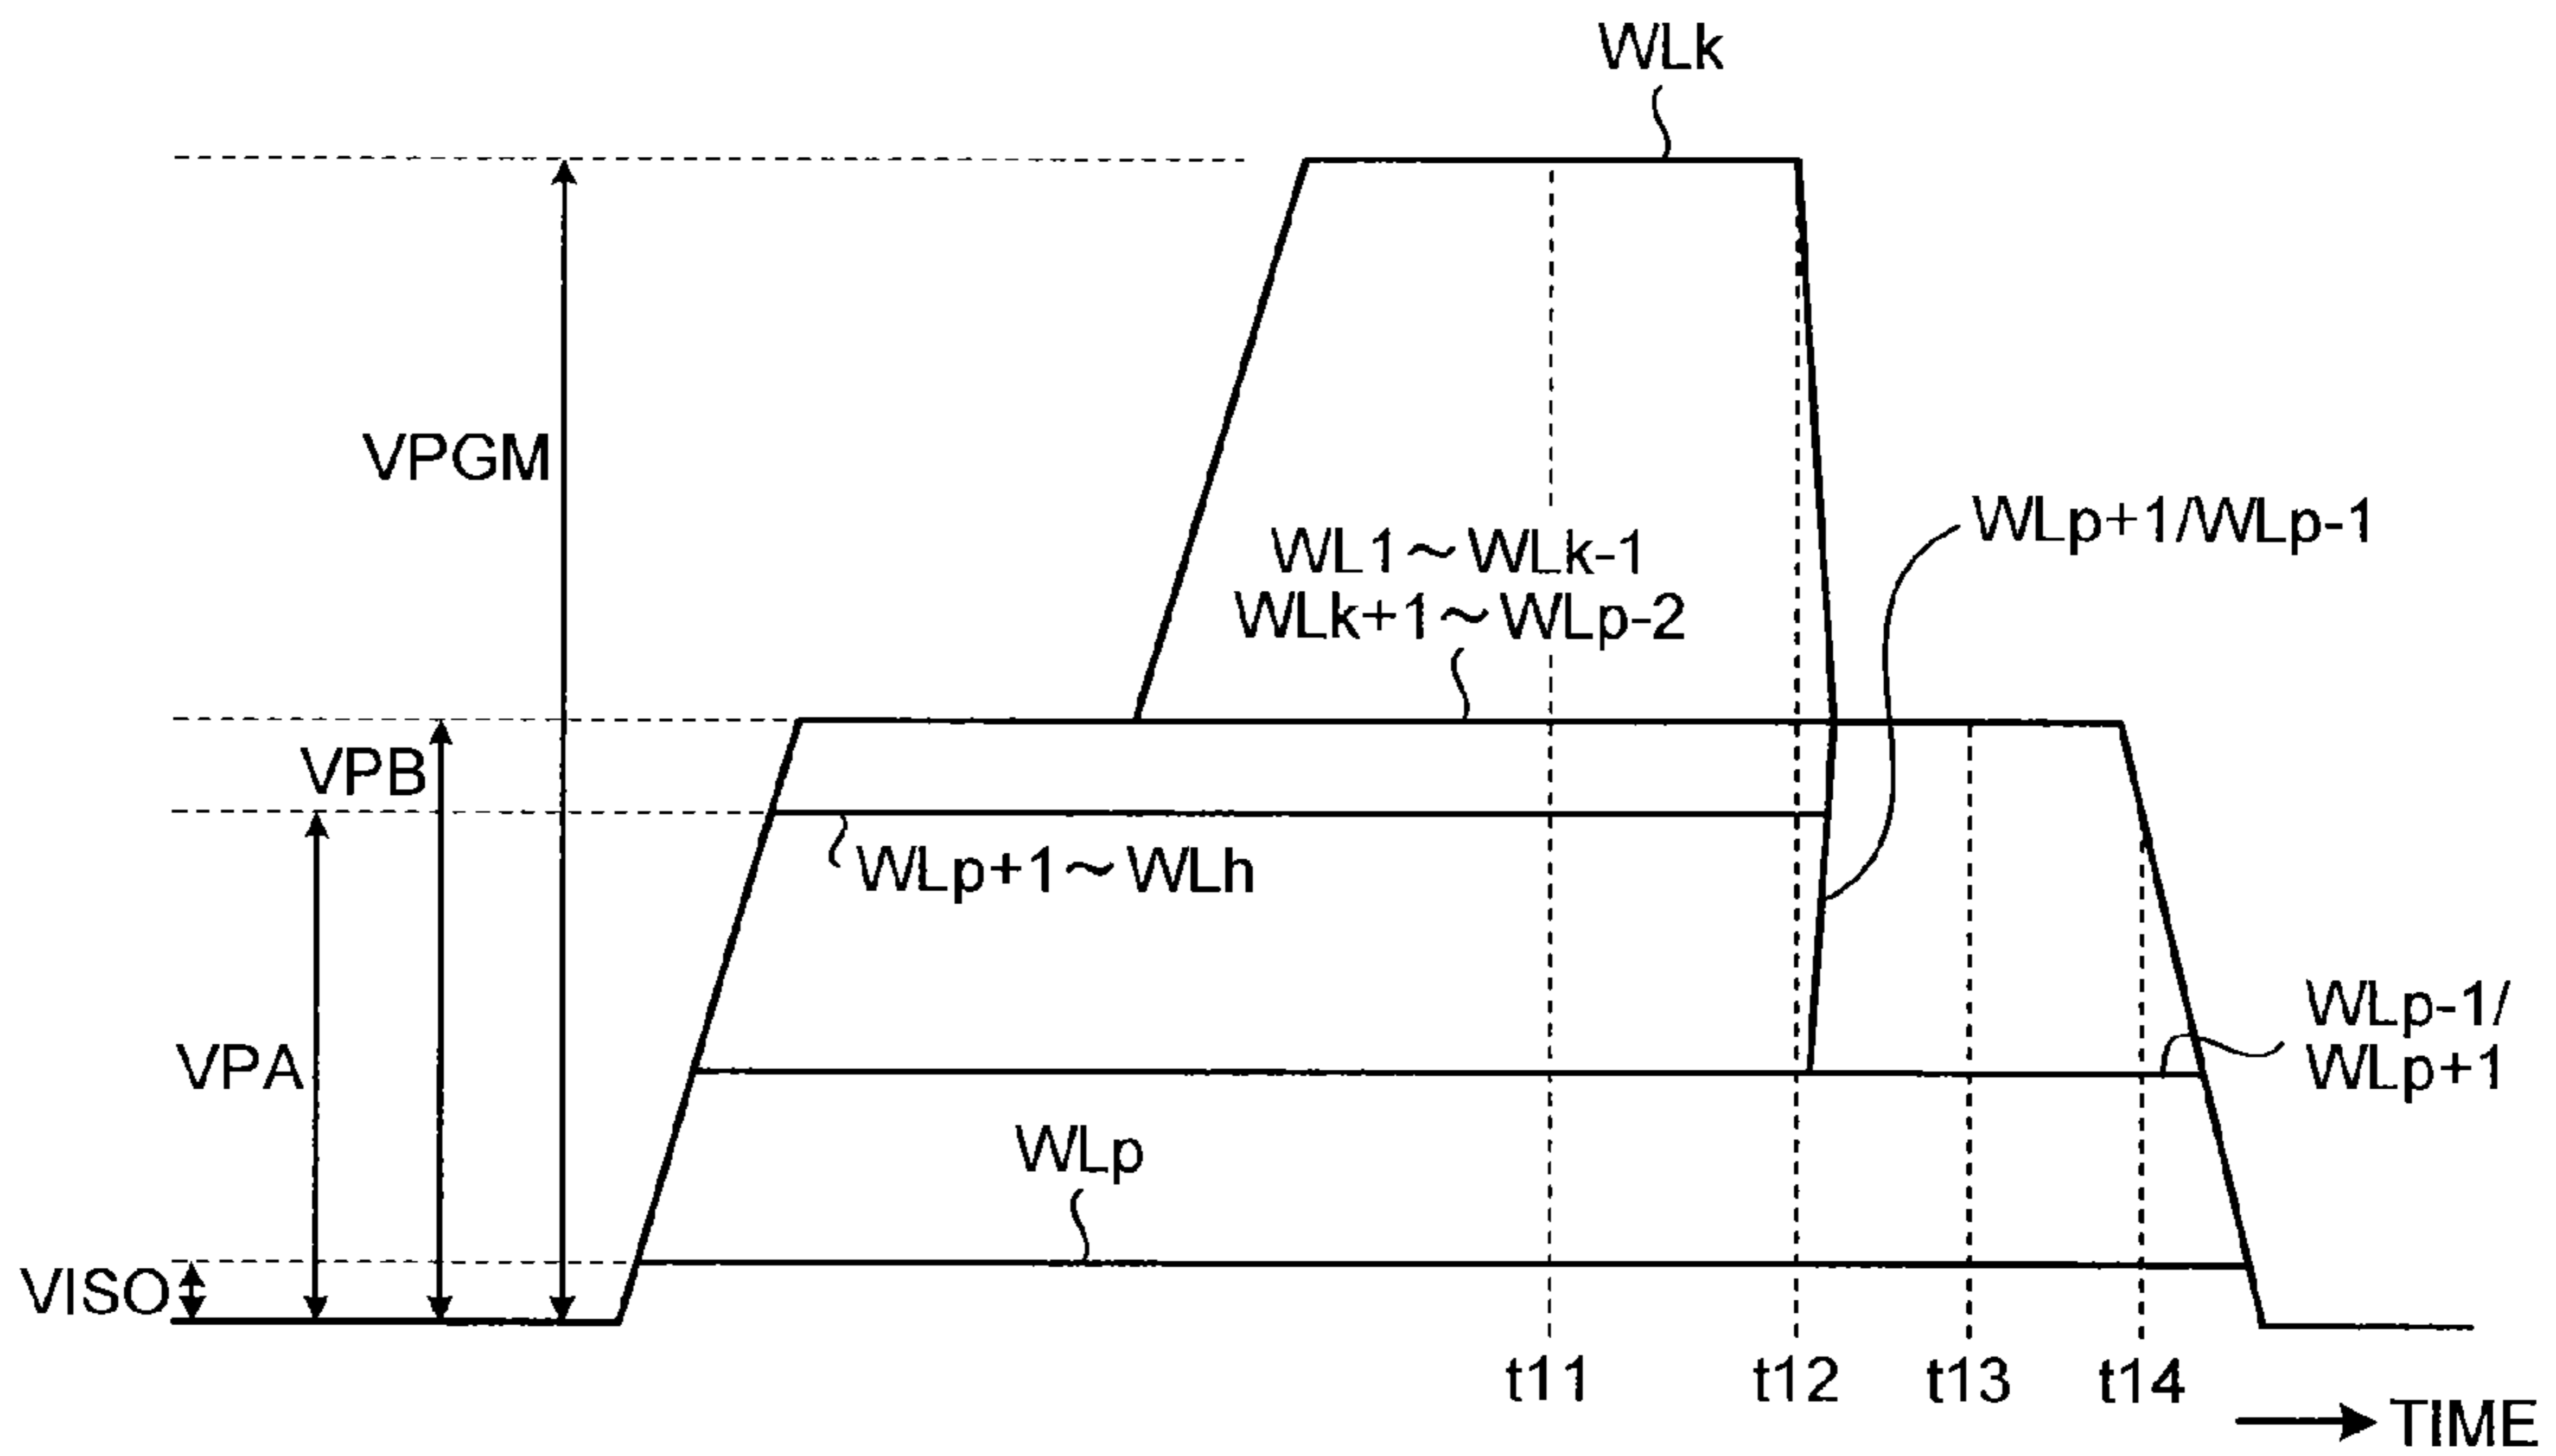 WLk
VPGM
WLp+1/WLp-1
WL1~WLk-1
WLk+1~WLp-2
VPB
WLp+1~WLh
VPA
WLp-1/
WLp+1
WLp
VISO
t11
t12
t13
t14
TIME